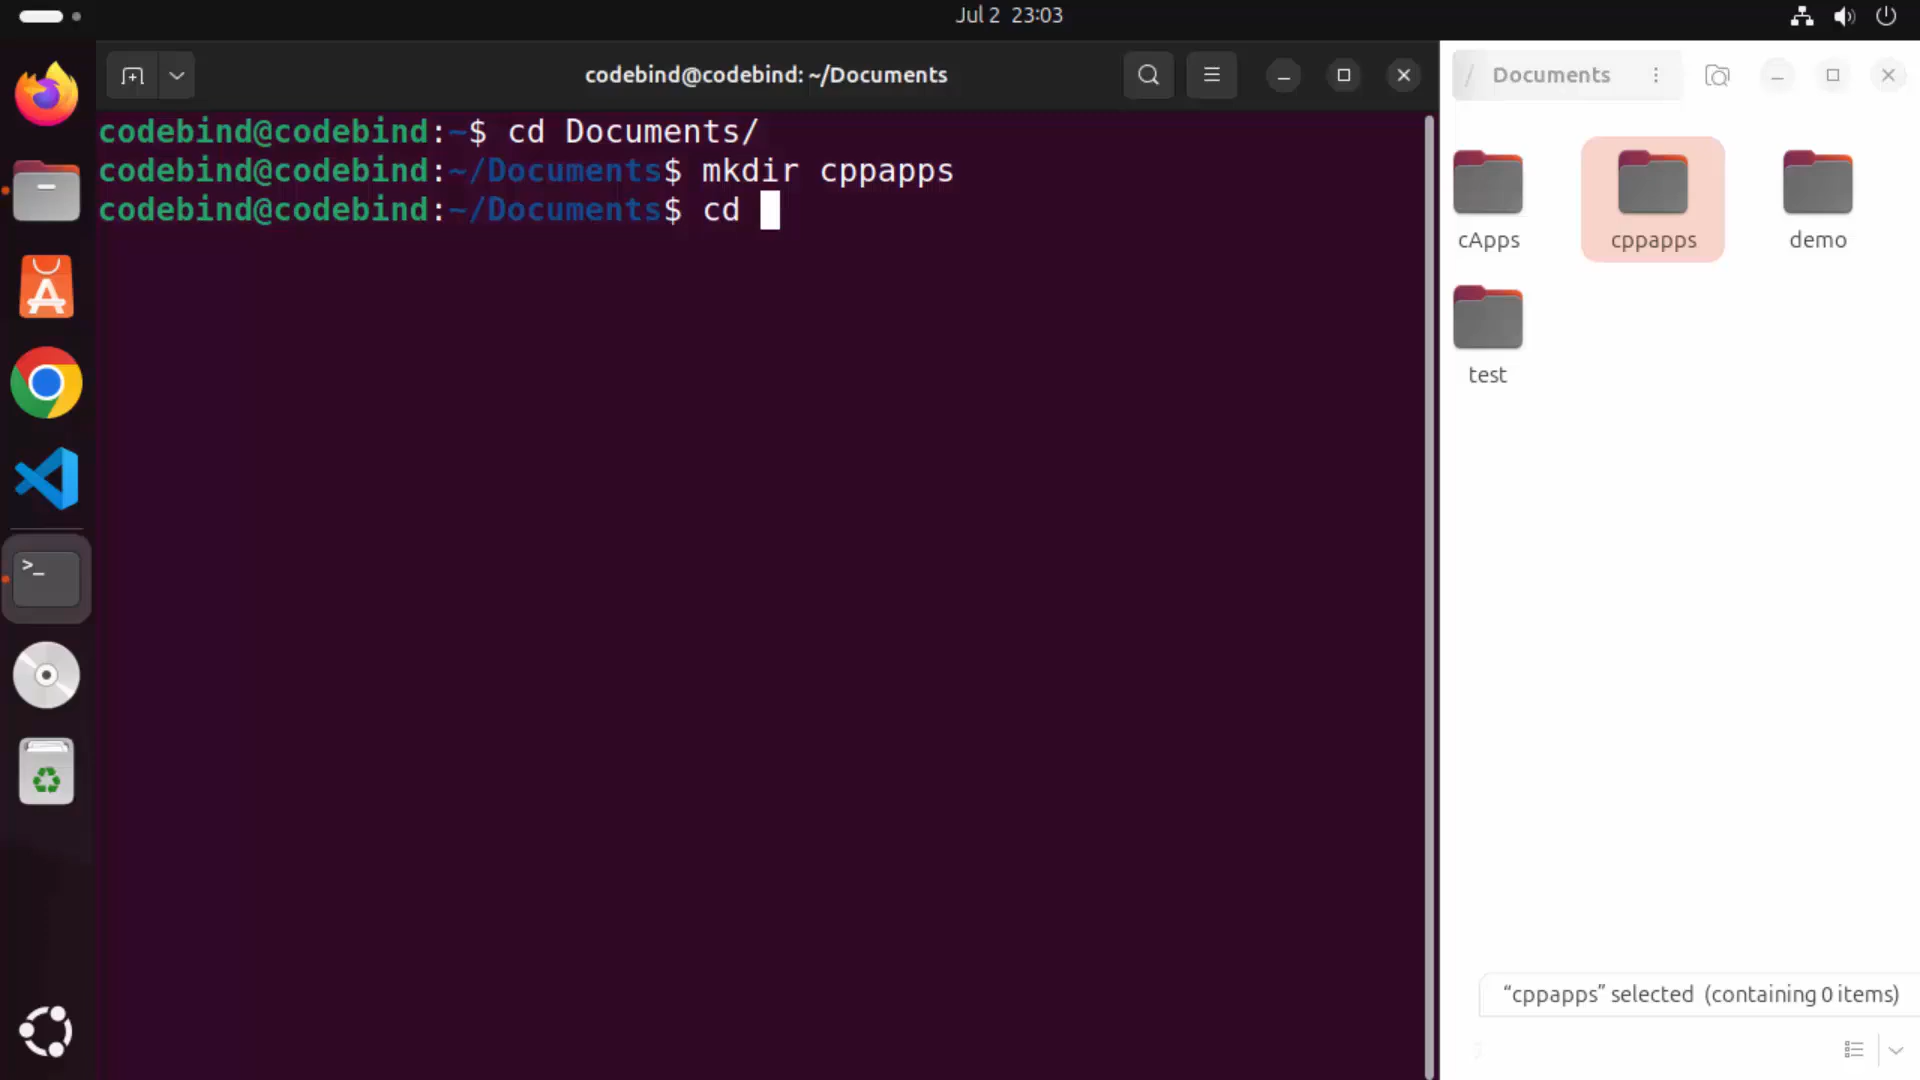 Jul 2 23:03
codebind@codebind: ~/Documents
codebind@codebind:~$ cd Documents/
codebind@codebind:~/Documents$ mkdir cppapps
codebind@codebind:~/Documents$ cd
/ Documents
cApps
cppapps
demo
test
“cppapps” selected (containing 0 items)
>_